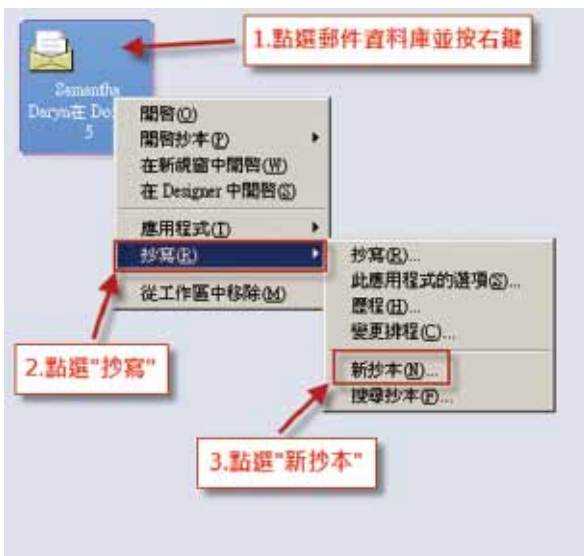 1.點選郵件資料庫並按右鍵
Samantha
Daryn在 Do
5
開啓(O)
開啓抄本(P)
在新視窗中開啓(W)
在 Designer 中開啓(S)
應用程式(I)
抄寫(R)
從工作區中移除(M)
抄寫(R)...
此應用程式的選項(S)...
歷程(H)...
變更排程(C)...
新抄本(N)...
搜尋抄本(F)...
2.點選"抄寫"
3.點選"新抄本"